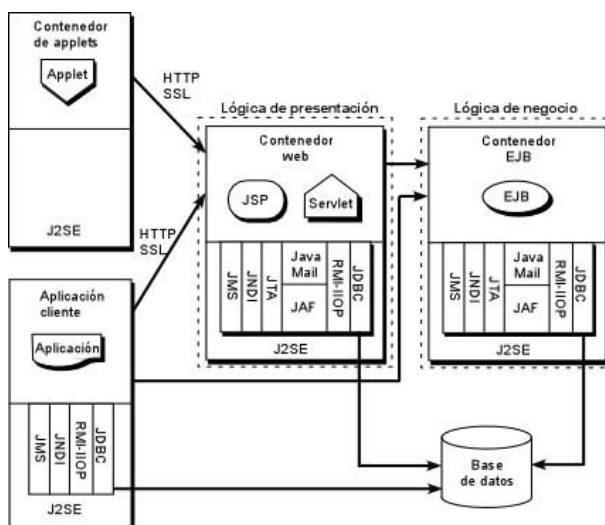 Contenedor
de applets
Applet
J2SE
HTTP
SSL
HTTP
SSL
Aplicación
cliente
Aplicación
JMS
JNDI
RMI-IIOP
JDBC
J2SE
Lógica de presentación
Contenedor
web
JSP
Servlet
JMS
JNDI
JTA
Java
Mail
JAF
RMI-IIOP
JDBC
J2SE
Lógica de negocio
Contenedor
EJB
EJB
JMS
JNDI
JTA
Java
Mail
JAF
RMI-IIOP
JDBC
J2SE
Base
de datos